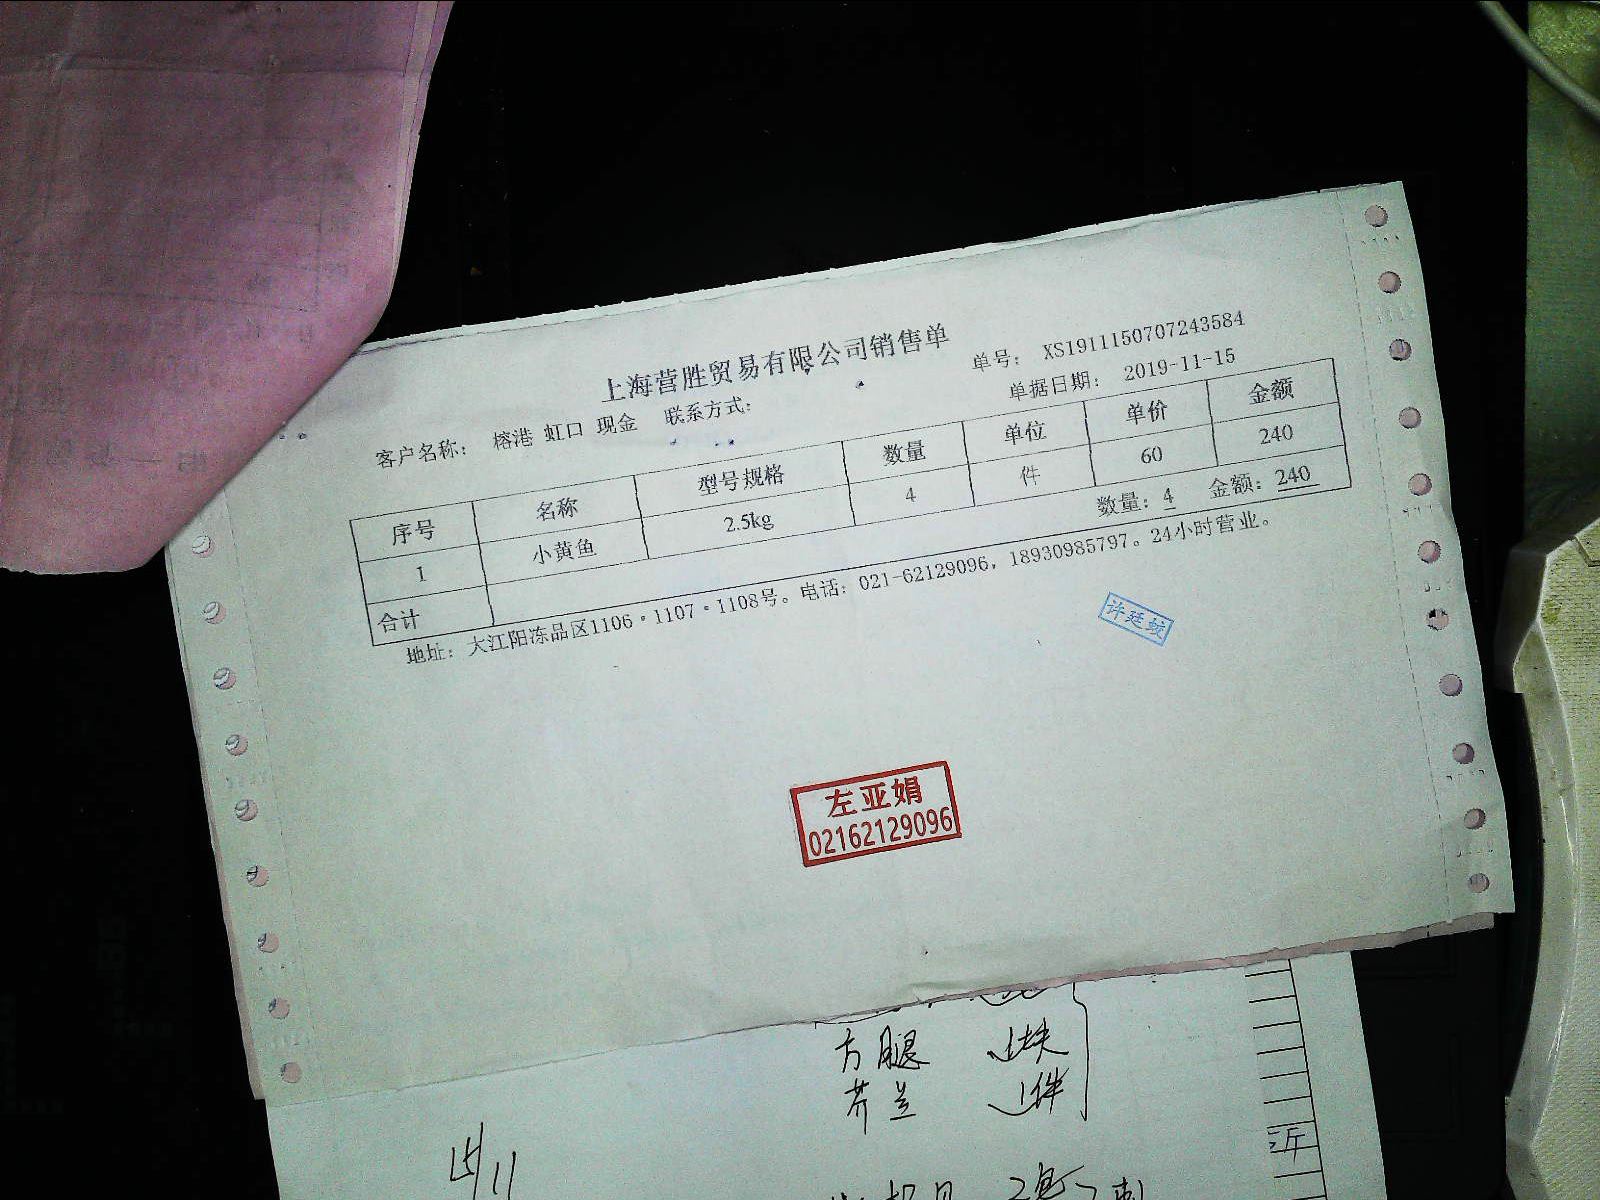 上海营胜贸易有限公司销售单
单号: XS1911150707243584
客户名称: 榕港 虹口 现金 联系方式:
单据日期: 2019-11-15
序号 名称 型号规格 数量 单位 单价 金额
1 小黄鱼 2.5kg 4 件 60 240
合计 数量: 4 金额: 240
地址: 大江阳冻品区1106·1107·1108号。电话: 021-62129096, 18930985797。24小时营业。
许廷蛟
左亚娟
02162129096
方腿 1块
芥兰 1件